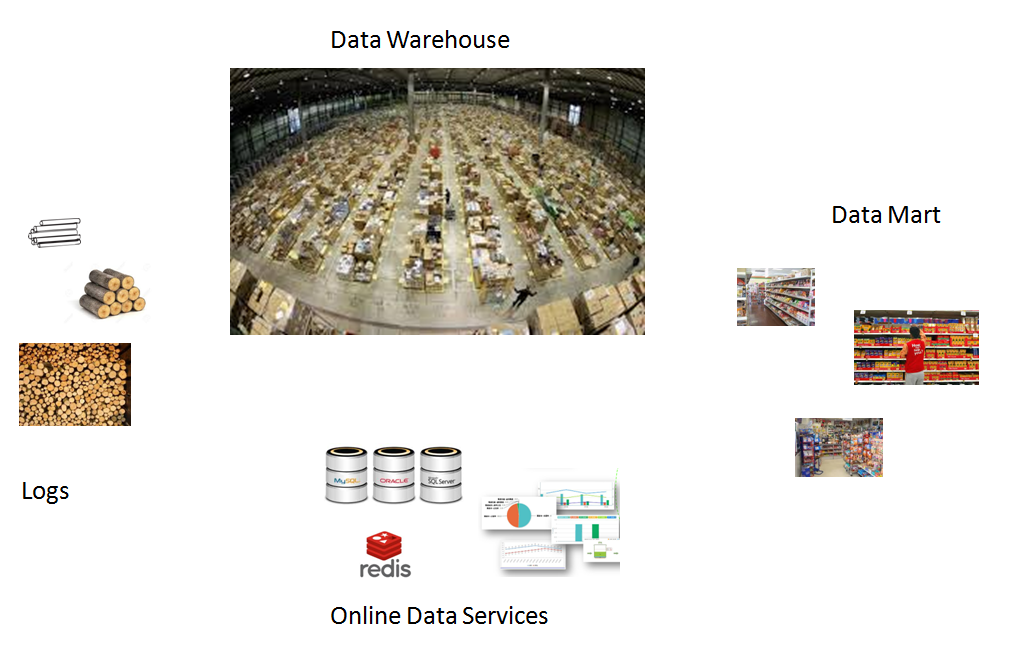 Data Warehouse
Data Mart
Logs
MySQL
ORACLE
SQL Server
redis
Online Data Services